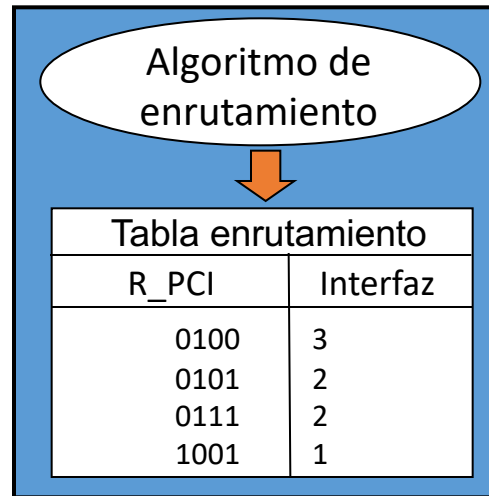 Algoritmo de
enrutamiento
Tabla enrutamiento
R_PCI Interfaz
0100 3
0101 2
0111 2
1001 1